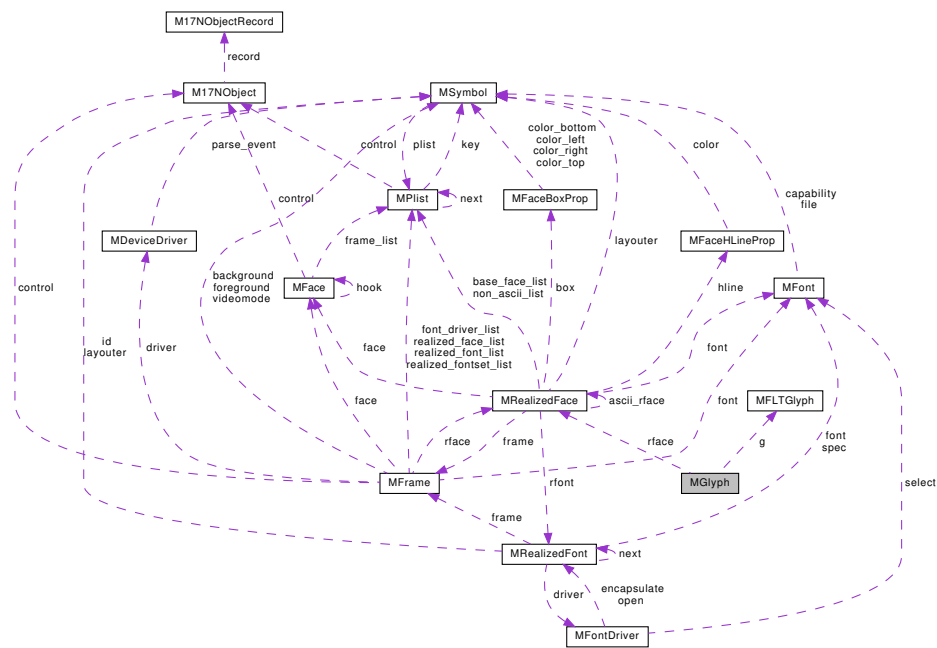 M17NObjectRecord
record
M17NObject
MSymbol
color_bottom
color_left
color_right
color_top
parse_event
control
plist
key
color
control
MPlist
next
MFaceBoxProp
capability
file
MDeviceDriver
frame_list
layouter
MFaceHLineProp
background
foreground
videomode
MFace
hook
base_face_list
non_ascii_list
box
hline
MFont
control
id
layouter
driver
face
font_driver_list
realized_face_list
realized_font_list
realized_fontset_list
font
face
MRealizedFace
ascii_rface
font
MFLTGlyph
rface
frame
rface
g
font
spec
MFrame
rfont
MGlyph
select
frame
MRealizedFont
next
driver
encapsulate
open
MFontDriver